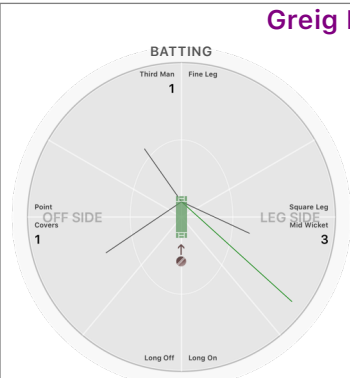 Greig
BATTING
Third Man Fine Leg
1
Point Square Leg
OFF SIDE LEG SIDE
Covers Mid Wicket
1 3
Long Off Long On